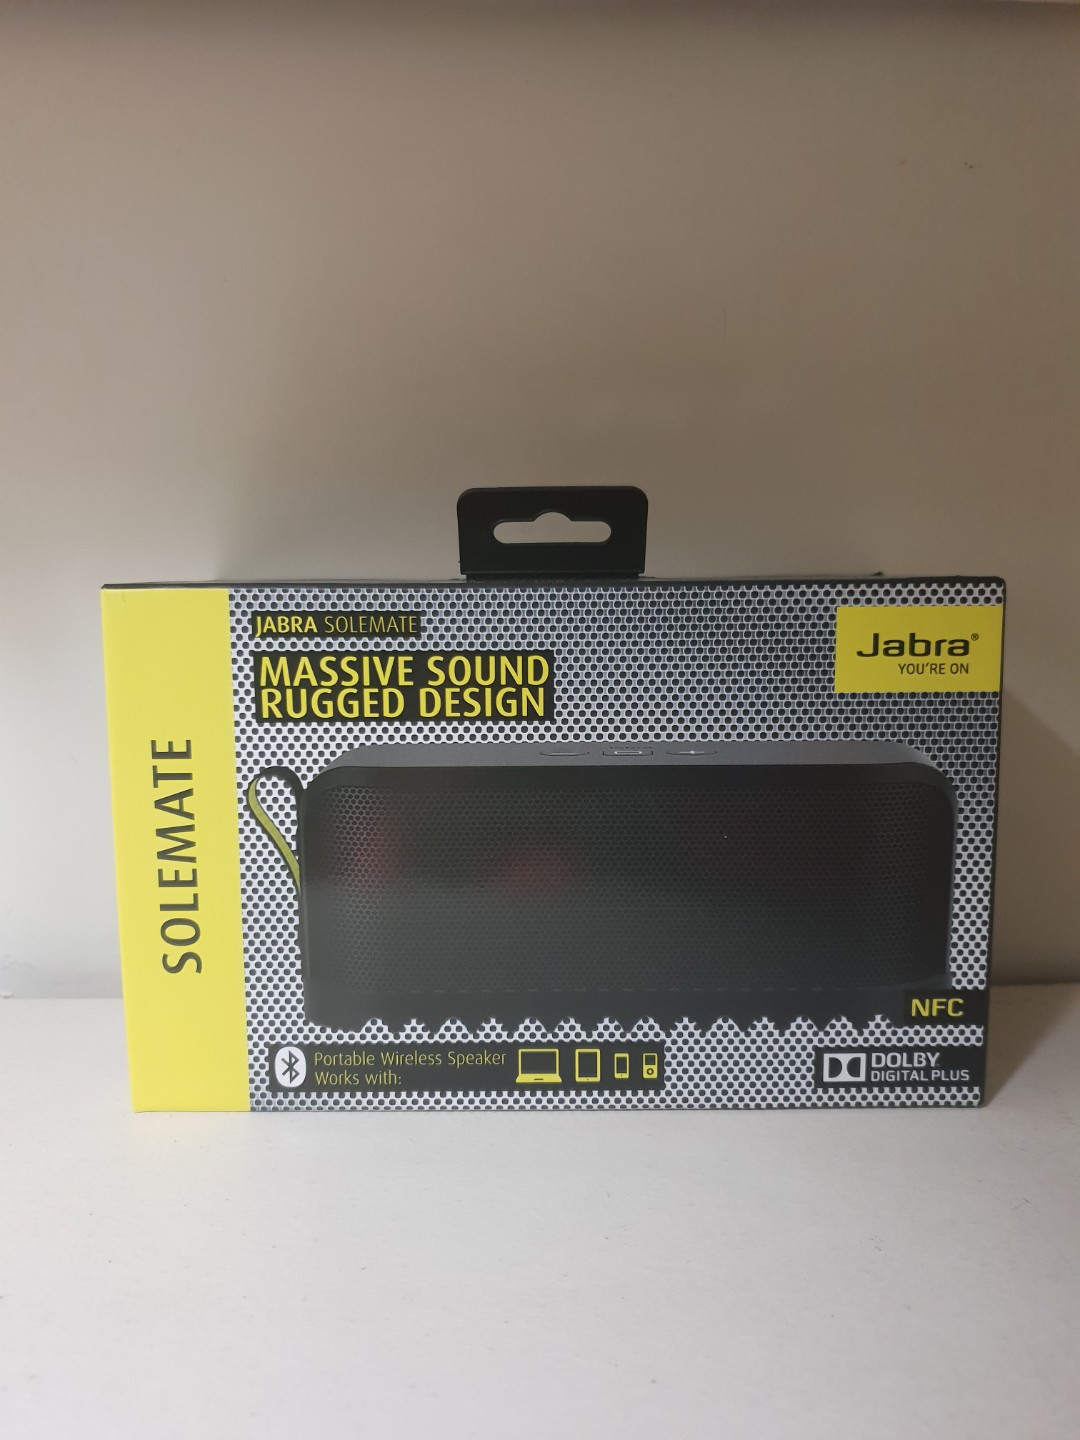 JABRA SOLEMATE
MASSIVE SOUND
RUGGED DESIGN
Jabra®
YOU'RE ON
SOLEMATE
NFC
Portable Wireless Speaker
Works with:
DOLBY
DIGITAL PLUS